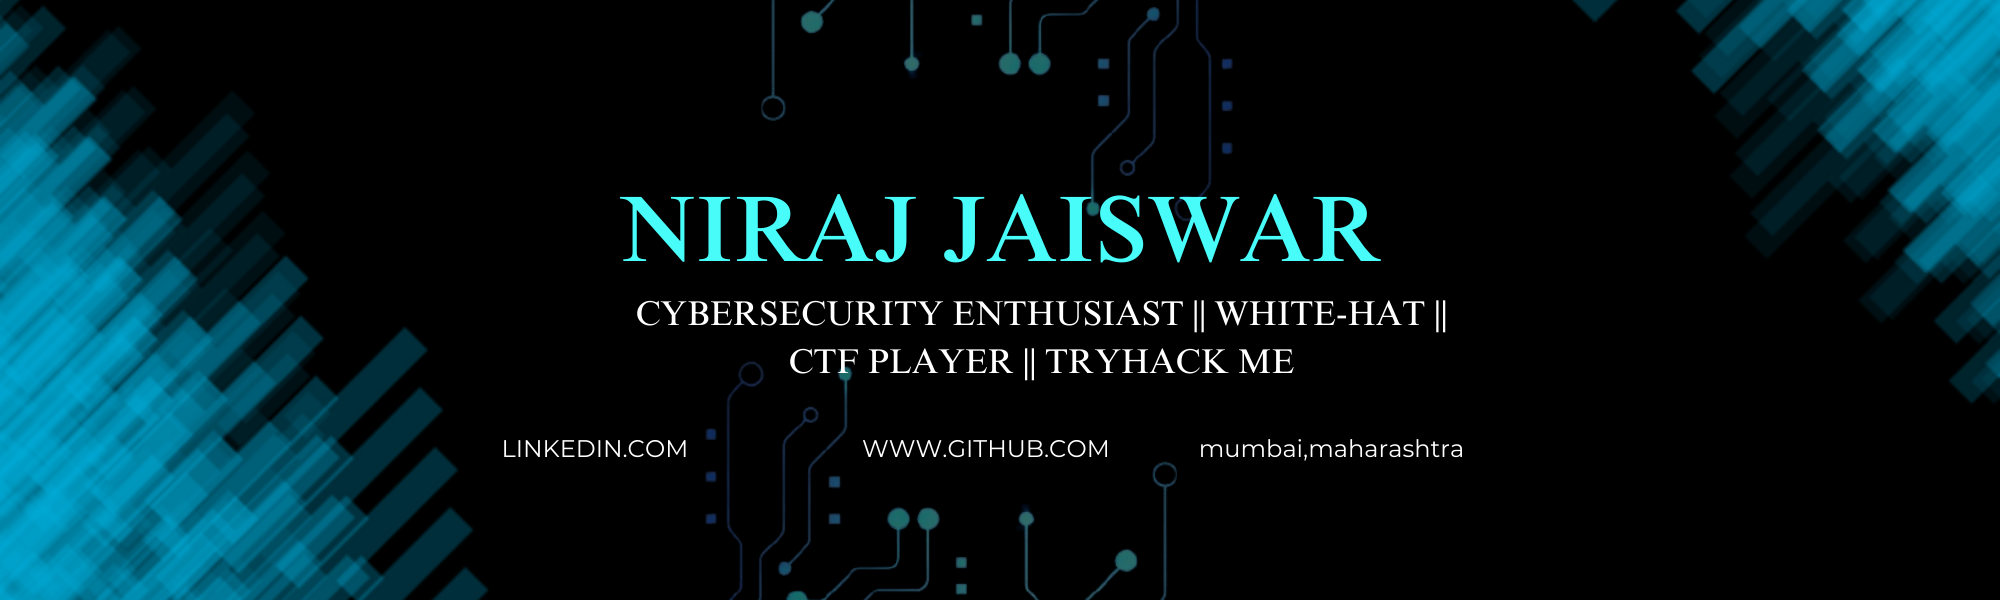 NIRAJ JAISWAR
CYBERSECURITY ENTHUSIAST || WHITE-HAT ||
CTF PLAYER || TRYHACK ME
LINKEDIN.COM WWW.GITHUB.COM mumbai,maharashtra